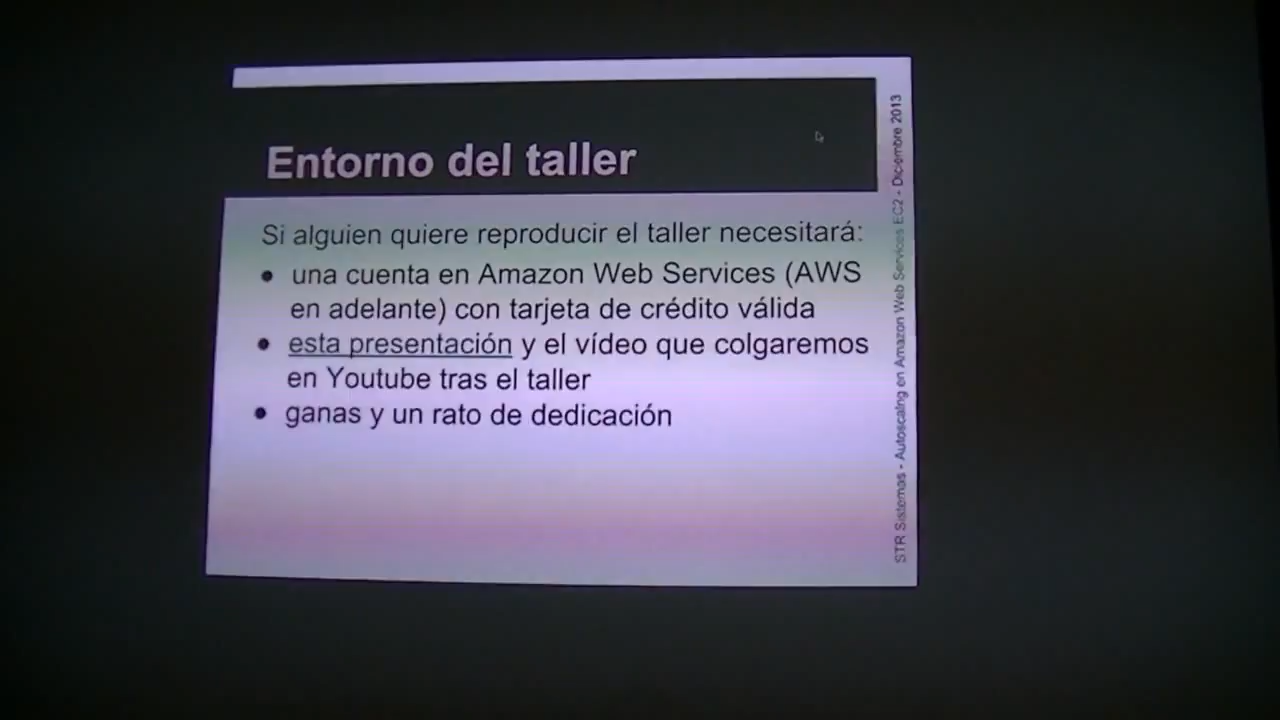 Entorno del taller
Si alguien quiere reproducir el taller necesitará:
● una cuenta en Amazon Web Services (AWS
en adelante) con tarjeta de crédito válida
● esta presentación y el vídeo que colgaremos
en Youtube tras el taller
● ganas y un rato de dedicación
STR Sistemas - Autoscaling en Amazon Web Services EC2 - Diciembre 2013